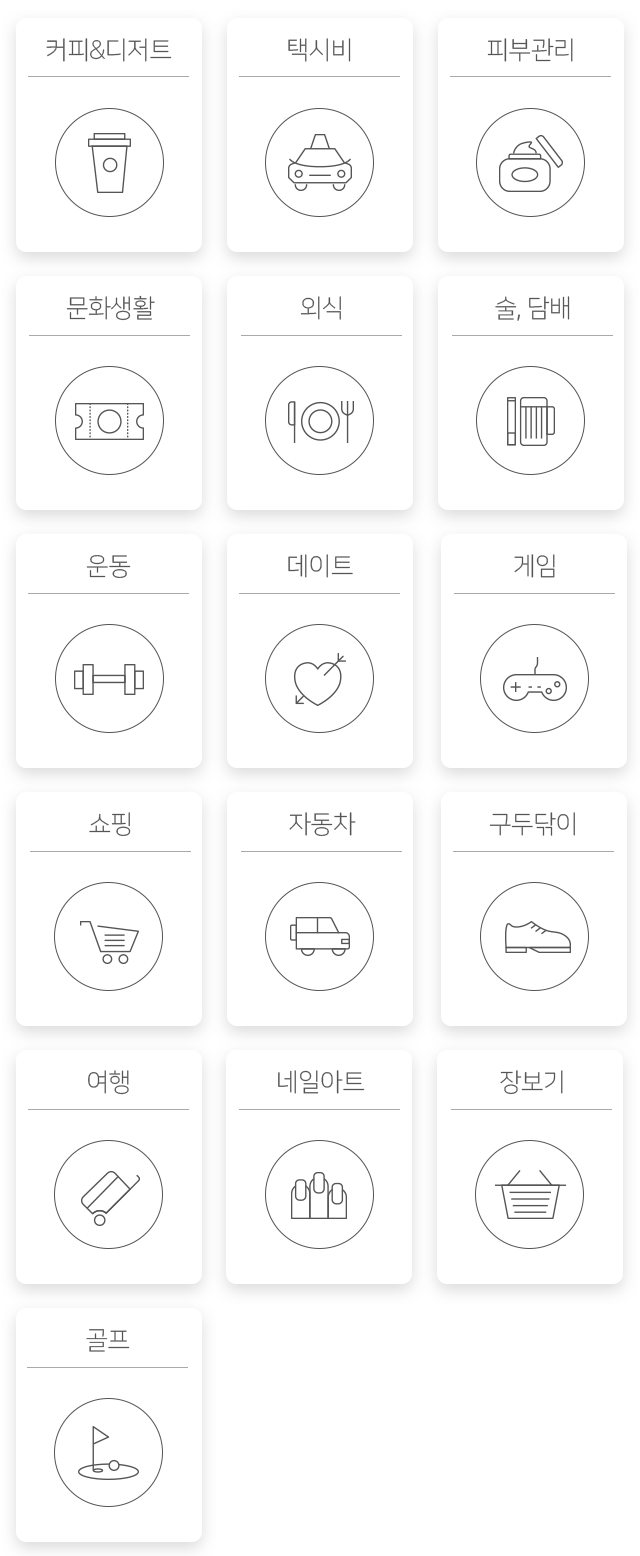 커피&디저트
택시비
피부관리
문화생활
외식
술, 담배
운동
데이트
게임
쇼핑
자동차
구두닦이
여행
네일아트
장보기
골프